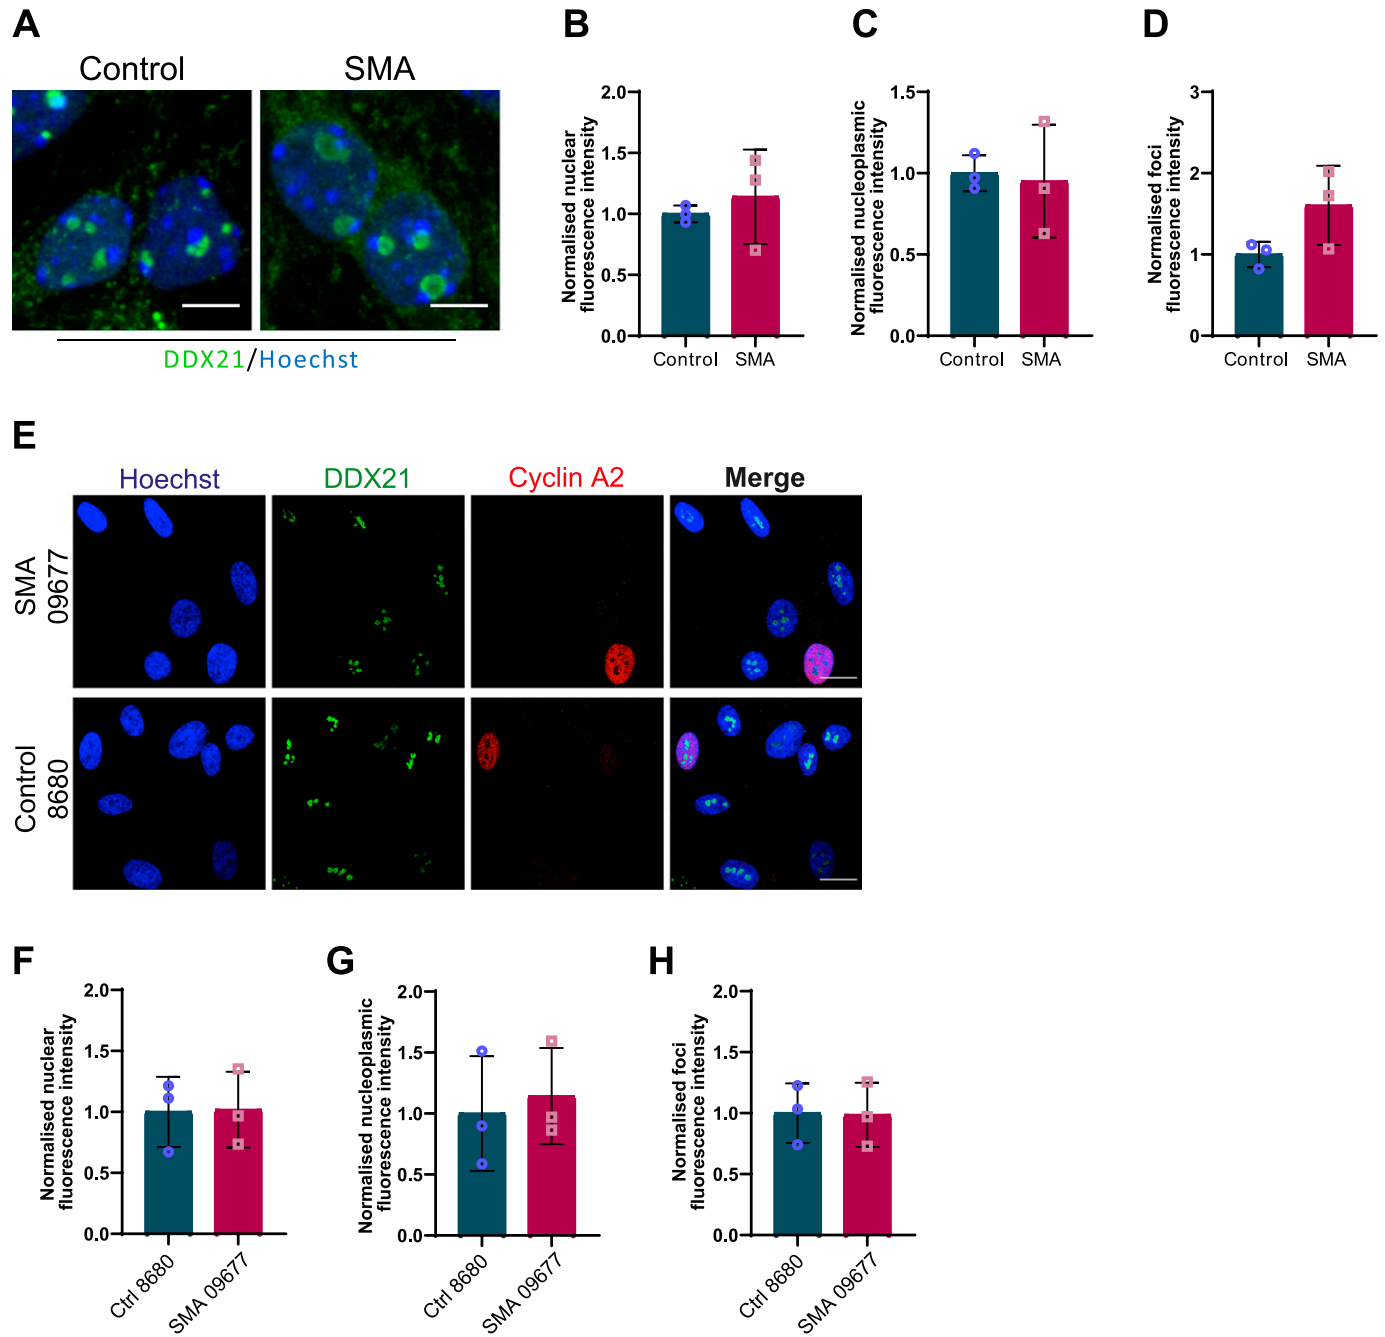 A
Control
SMA
DDX21/Hoechst
B
Normalised nuclear
fluorescence intensity
2.0
1.5
1.0
0.5
0.0
Control
SMA
C
Normalised nucleoplasmic
fluorescence intensity
1.5
1.0
0.5
0.0
Control
SMA
D
Normalised foci
fluorescence intensity
3
2
1
0
Control
SMA
E
Hoechst
DDX21
Cyclin A2
Merge
SMA
09677
Control
8680
F
Normalised nuclear
fluorescence intensity
2.0
1.5
1.0
0.5
0.0
Ctrl 8680
SMA 09677
G
Normalised nucleoplasmic
fluorescence intensity
2.0
1.5
1.0
0.5
0.0
Ctrl 8680
SMA 09677
H
Normalised foci
fluorescence intensity
2.0
1.5
1.0
0.5
0.0
Ctrl 8680
SMA 09677